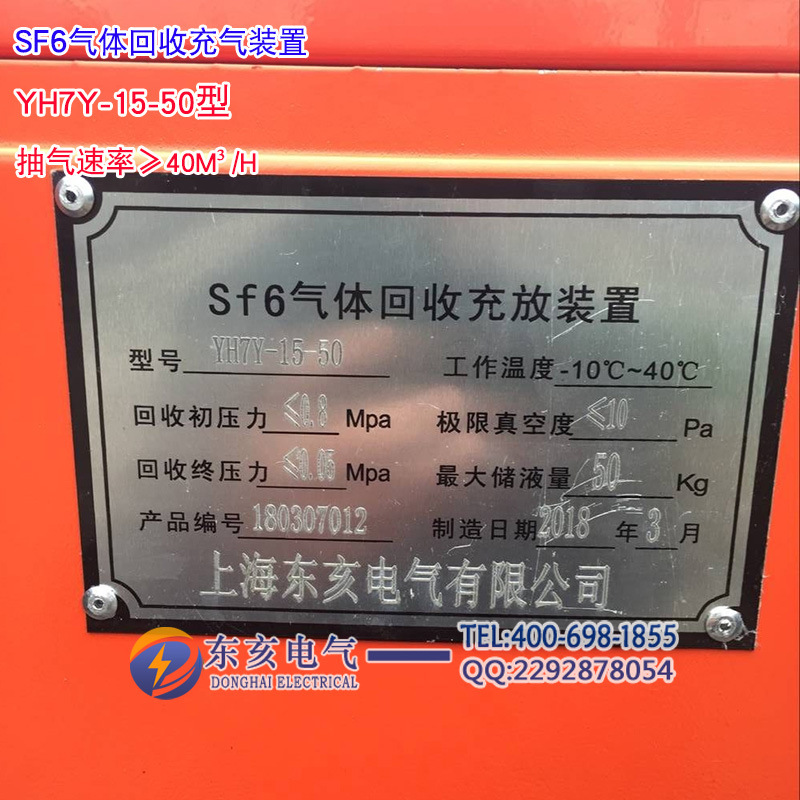 SF6气体回收充气装置
YH7Y-15-50型
抽气速率≥40M³/H
Sf6气体回收充放装置
型号 YH7Y-15-50 工作温度 -10℃~40℃
回收初压力 ≤0.8 Mpa 极限真空度 ≤10 Pa
回收终压力 ≤0.05 Mpa 最大储液量 50 Kg
产品编号 180307012 制造日期 2018 年 3 月
上海东亥电气有限公司
东亥电气 TEL:400-698-1855
DONGHAI ELECTRICAL QQ:2292878054